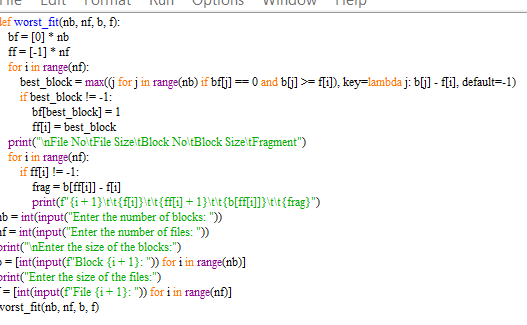 File Edit Format Run Options Window Help
def worst_fit(nb, nf, b, f):
bf = [0] * nb
ff = [-1] * nf
for i in range(nf):
best_block = max((j for j in range(nb) if bf[j] == 0 and b[j] >= f[i]), key=lambda j: b[j] - f[i], default=-1)
if best_block != -1:
bf[best_block] = 1
ff[i] = best_block
print("\nFile No\tFile Size\tBlock No\tBlock Size\tFragment")
for i in range(nf):
if ff[i] != -1:
frag = b[ff[i]] - f[i]
print(f"{i + 1}\t\t{f[i]}\t\t{ff[i] + 1}\t\t{b[ff[i]]}\t\t{frag}")
nb = int(input("Enter the number of blocks: "))
nf = int(input("Enter the number of files: "))
print("\nEnter the size of the blocks:")
b = [int(input(f"Block {i + 1}: ")) for i in range(nb)]
print("Enter the size of the files:")
f = [int(input(f"File {i + 1}: ")) for i in range(nf)]
worst_fit(nb, nf, b, f)